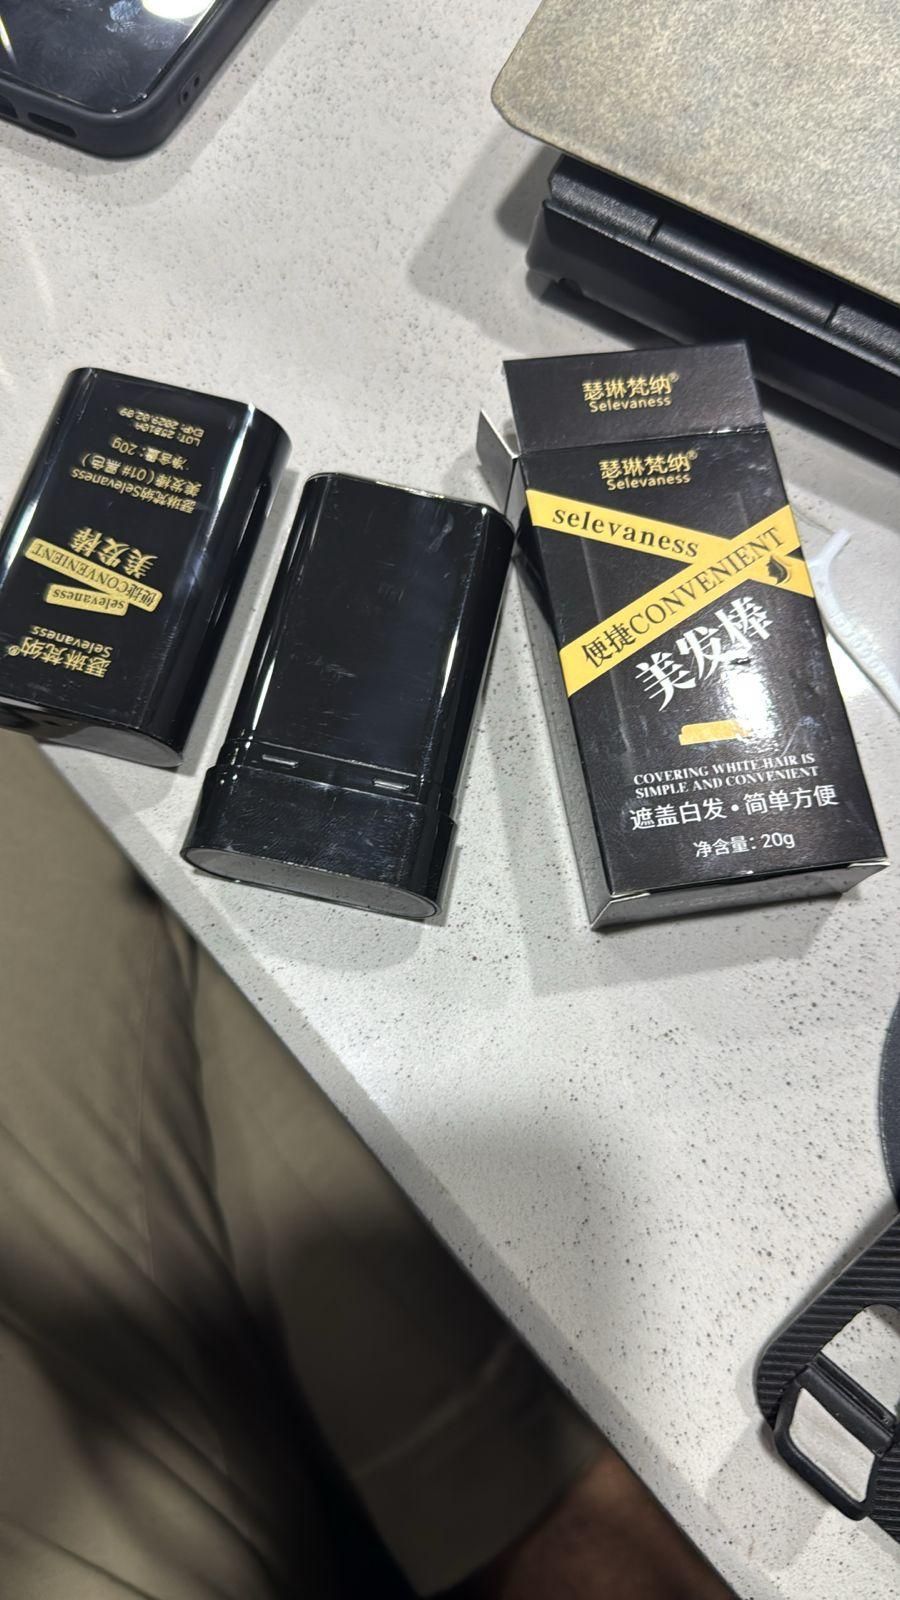 瑟琳梵纳®
Selevaness
瑟琳梵纳®
Selevaness
selevaness
便捷CONVENIENT
美发棒
COVERING WHITE HAIR IS
SIMPLE AND CONVENIENT
遮盖白发•简单方便
净含量: 20g
瑟琳梵纳®
Selevaness
selevaness
便捷CONVENIENT
美发棒
瑟琳梵纳Selevaness
美发棒(01#黑色)
净含量: 20g
EXP: 2029.02.09